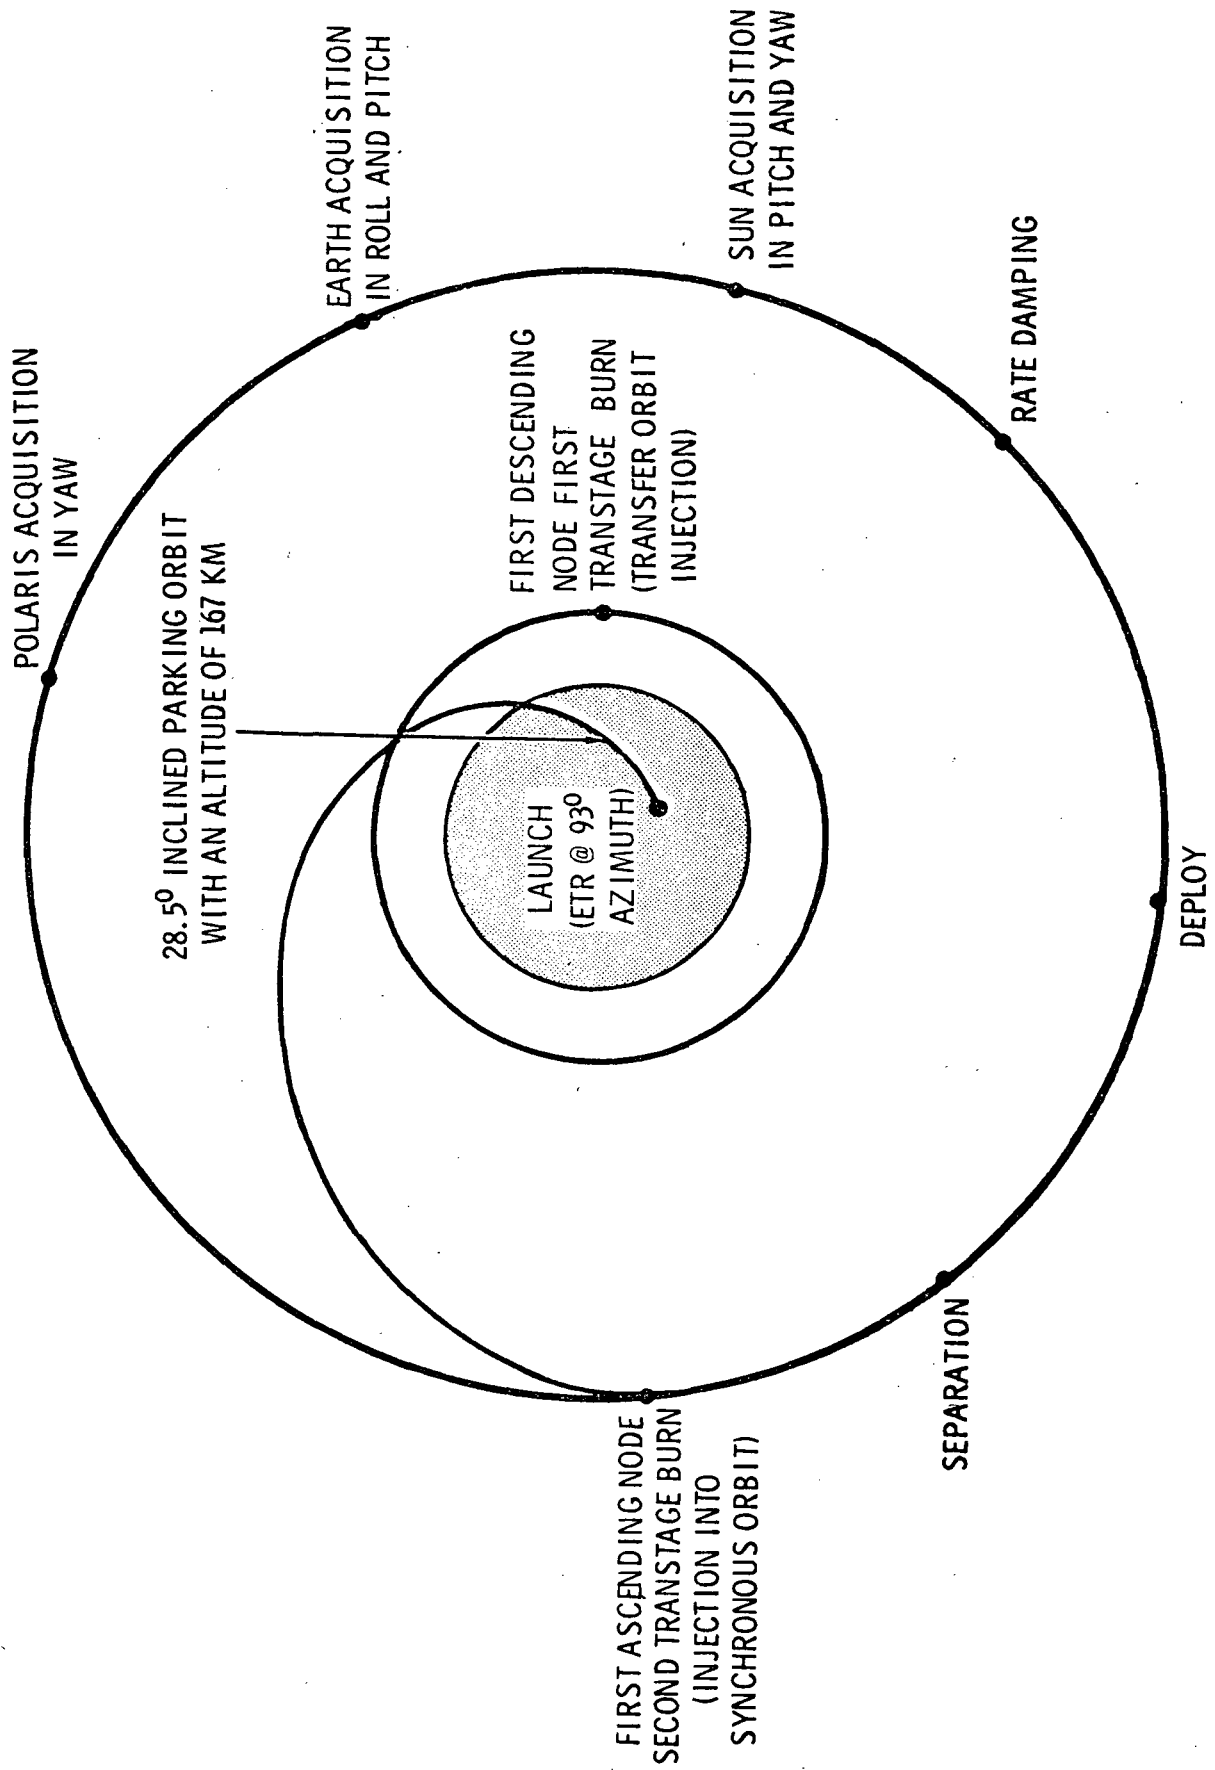 POLARIS ACQUISITION
IN YAW
28.5⁰ INCLINED PARKING ORBIT
WITH AN ALTITUDE OF 167 KM
EARTH ACQUISITION
IN ROLL AND PITCH
FIRST DESCENDING
NODE FIRST
TRANSTAGE BURN
(TRANSFER ORBIT
INJECTION)
LAUNCH
(ETR @ 93⁰
AZIMUTH)
SUN ACQUISITION
IN PITCH AND YAW
RATE DAMPING
DEPLOY
SEPARATION
FIRST ASCENDING NODE
SECOND TRANSTAGE BURN
(INJECTION INTO
SYNCHRONOUS ORBIT)